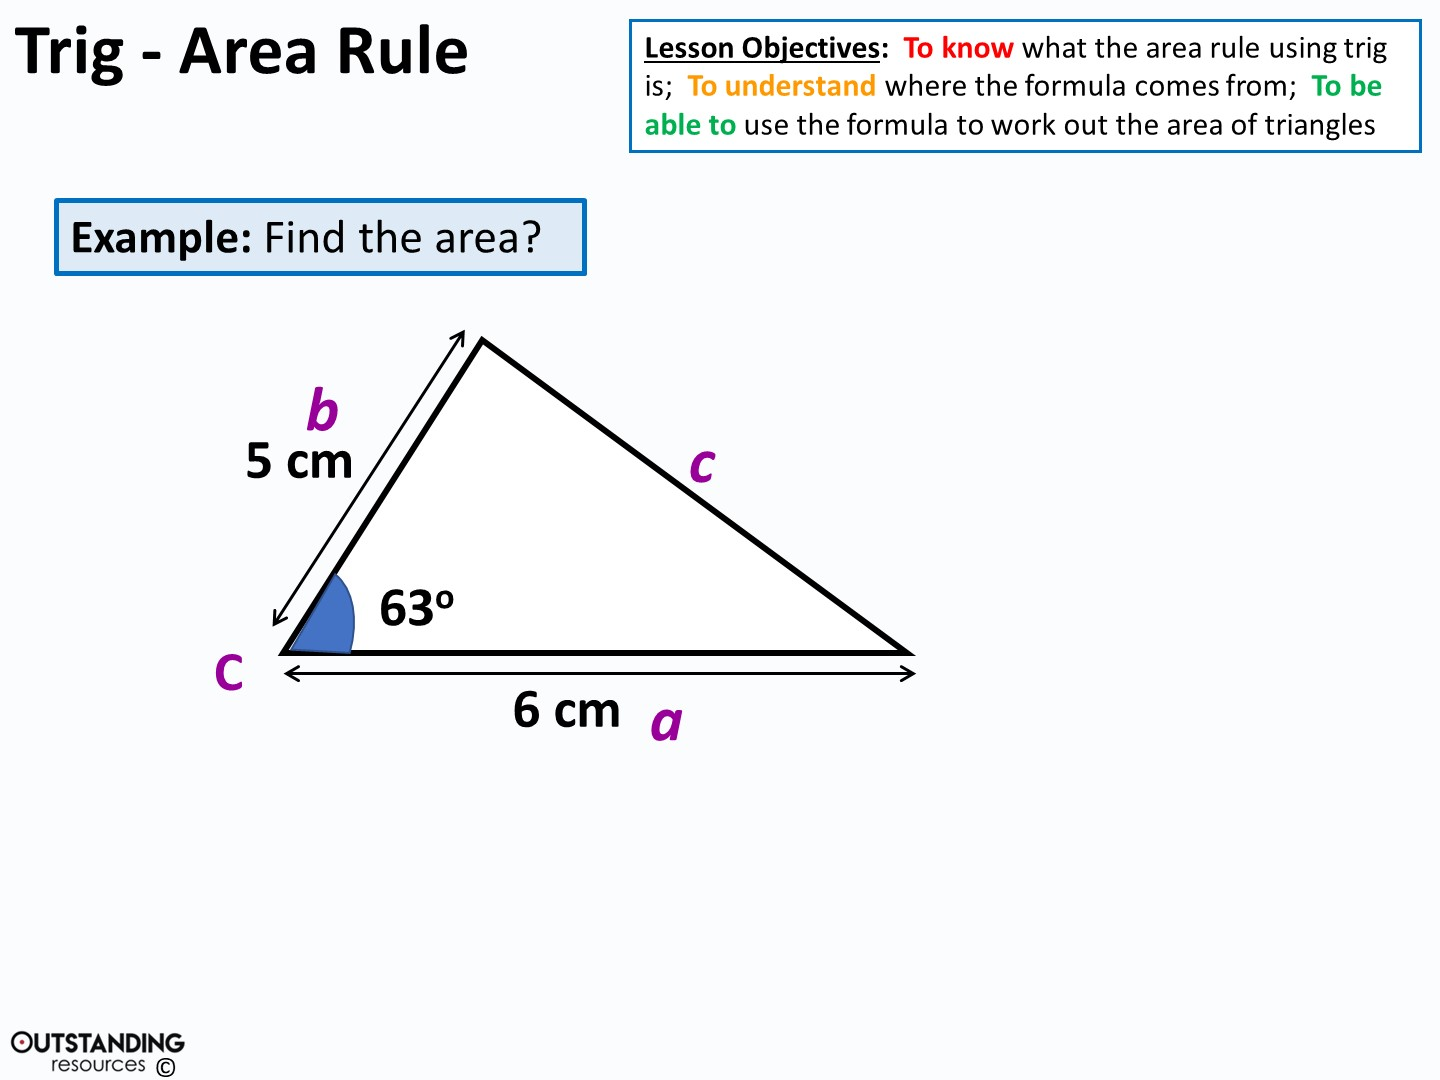 Trig - Area Rule
Lesson Objectives: To know what the area rule using trig
is; To understand where the formula comes from; To be
able to use the formula to work out the area of triangles
Example: Find the area?
b
5 cm
c
63º
C
6 cm a
OUTSTANDING
resources ©